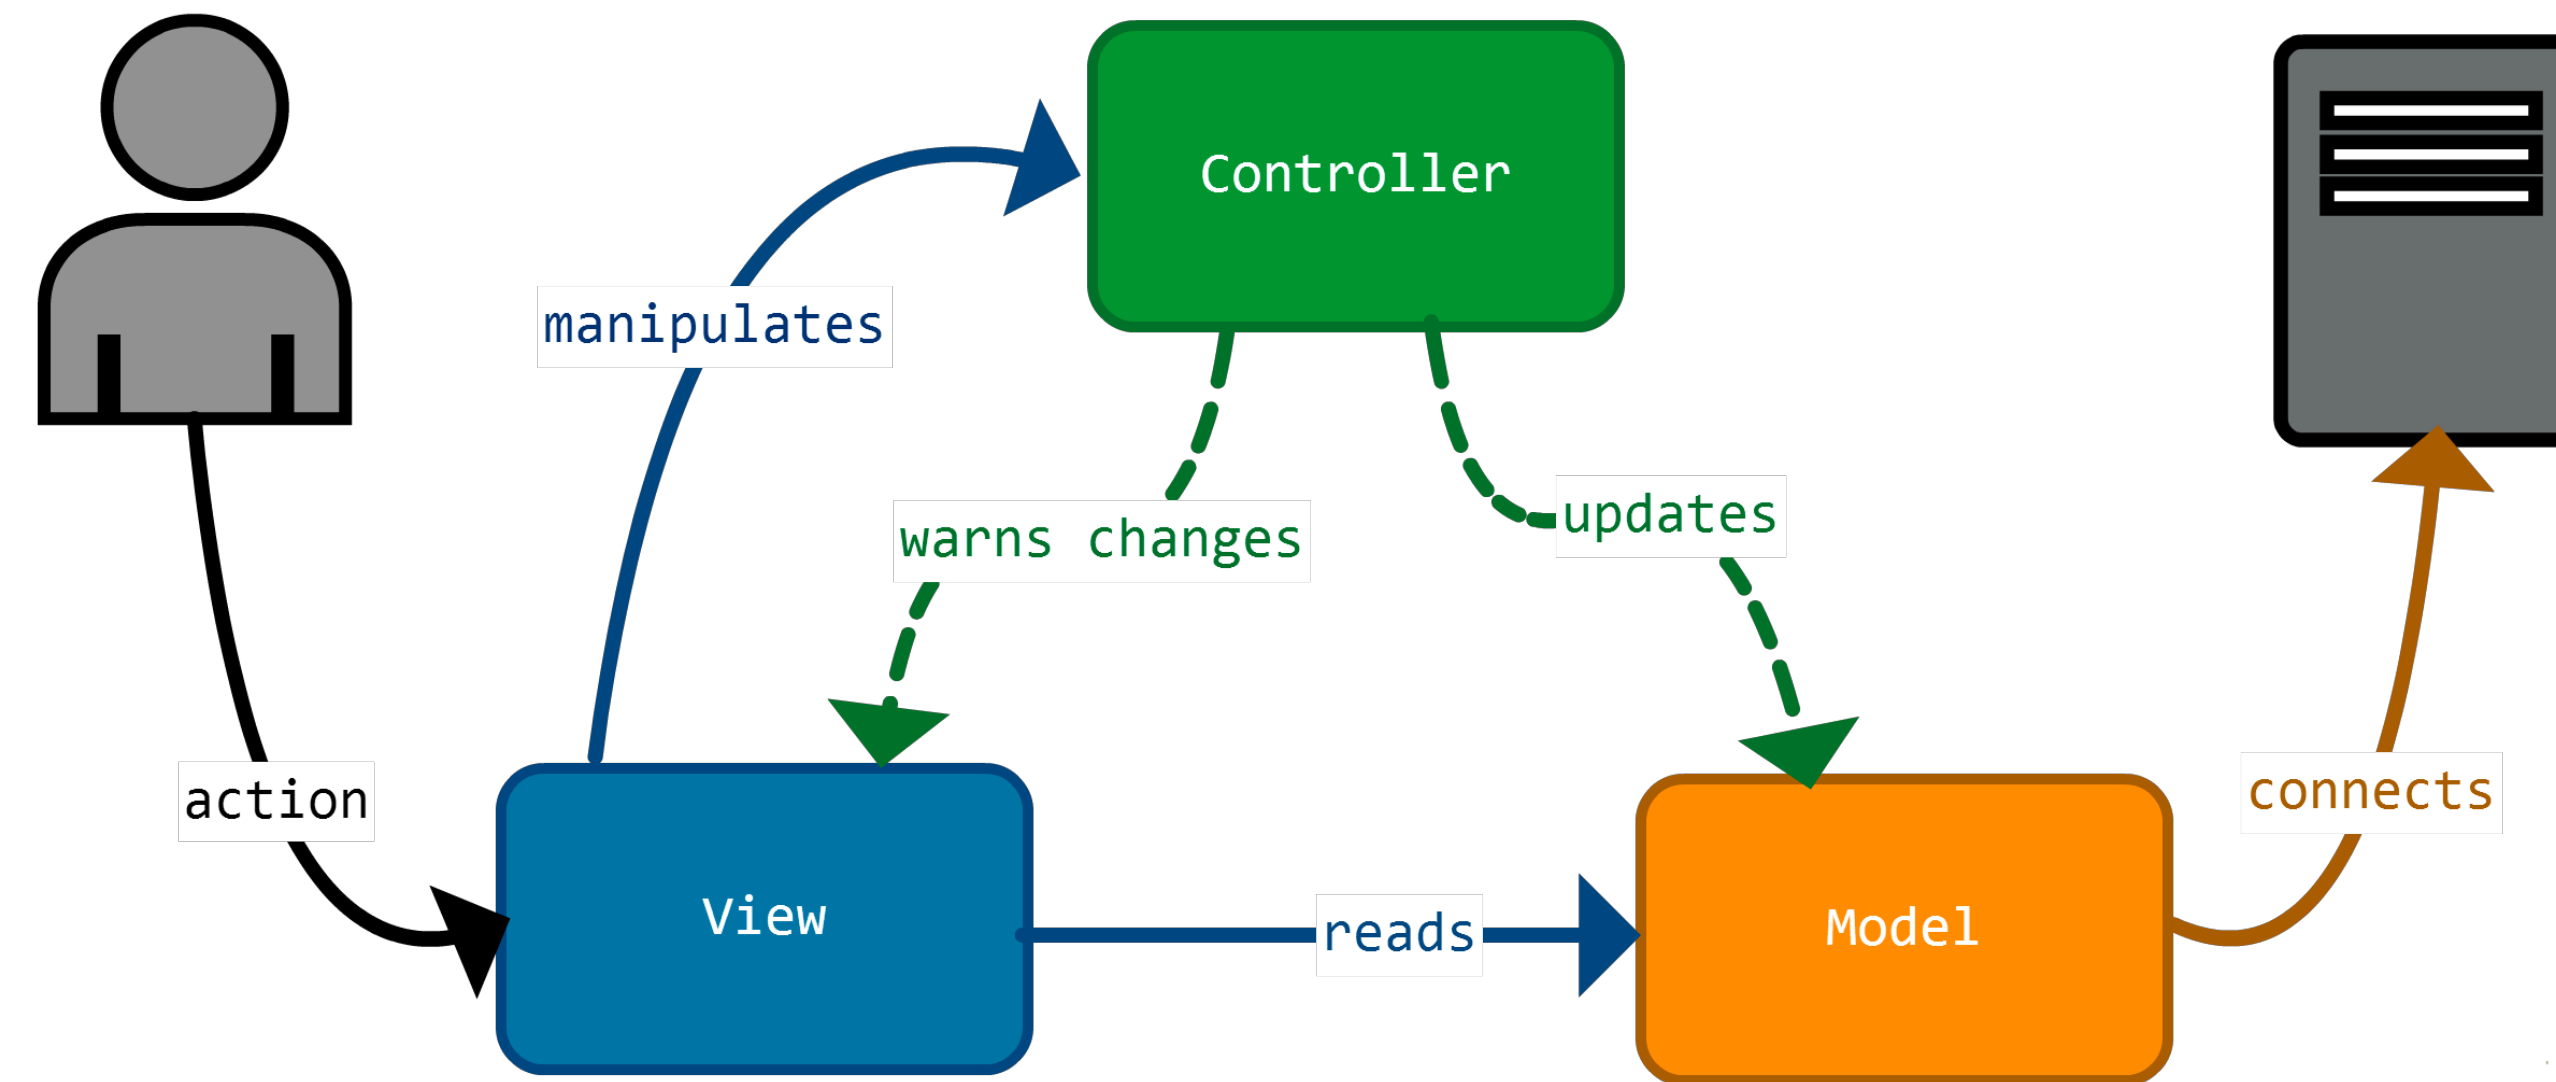 Controller
manipulates
updates
warns changes
action
connects
View
reads
Model